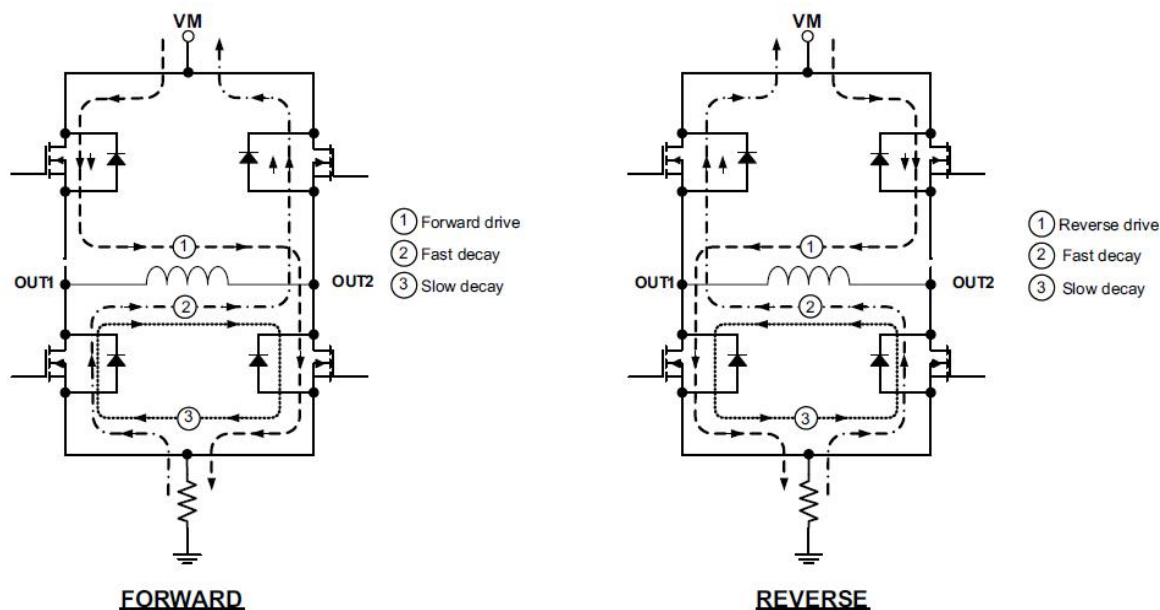 VM
1
1 Forward drive
2 Fast decay
3 Slow decay
OUT1
OUT2
2
3
FORWARD
VM
1
1 Reverse drive
2 Fast decay
3 Slow decay
OUT1
OUT2
2
3
REVERSE